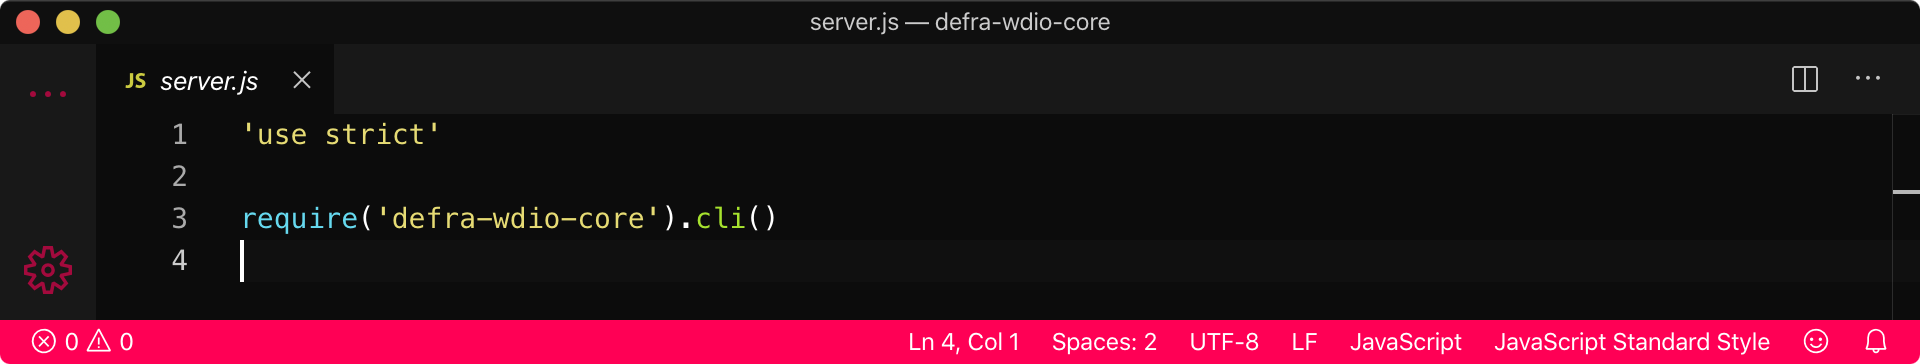 server.js — defra-wdio-core
JS server.js
1 'use strict'
2
3 require('defra-wdio-core').cli()
4
0 0 Ln 4, Col 1 Spaces: 2 UTF-8 LF JavaScript JavaScript Standard Style